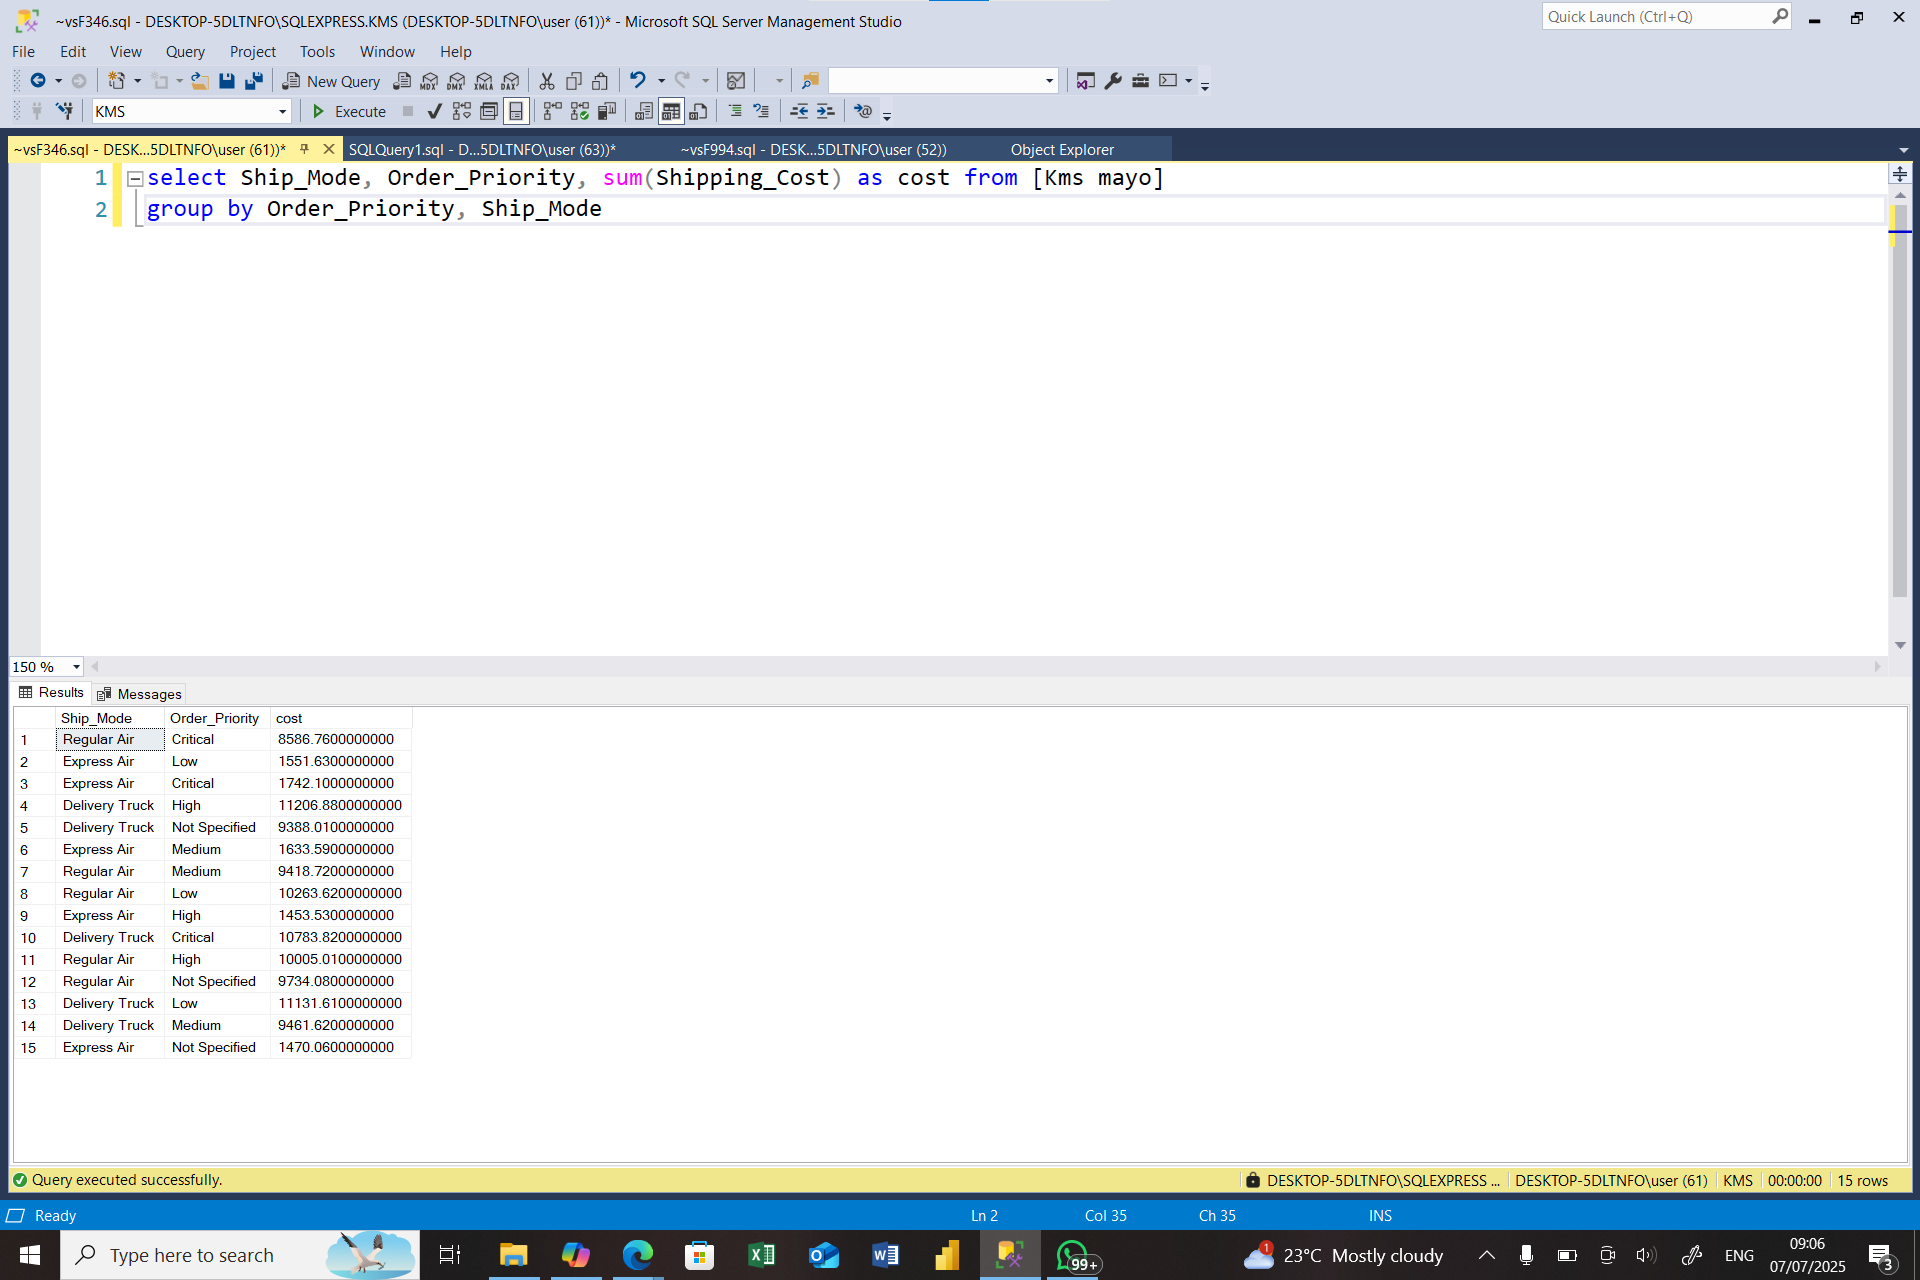 ~vsF346.sql - DESKTOP-5DLTNFO\SQLEXPRESS.KMS (DESKTOP-5DLTNFO\user (61))* - Microsoft SQL Server Management Studio
Quick Launch (Ctrl+Q)
File Edit View Query Project Tools Window Help
New Query MDX DMX XMLA DAX
KMS Execute
~vsF346.sql - DESK...5DLTNFO\user (61))* SQLQuery1.sql - D...5DLTNFO\user (63))* ~vsF994.sql - DESK...5DLTNFO\user (52)) Object Explorer
1 select Ship_Mode, Order_Priority, sum(Shipping_Cost) as cost from [Kms mayo]
2 group by Order_Priority, Ship_Mode
150 %
Results Messages
Ship_Mode Order_Priority cost
1 Regular Air Critical 8586.7600000000
2 Express Air Low 1551.6300000000
3 Express Air Critical 1742.1000000000
4 Delivery Truck High 11206.8800000000
5 Delivery Truck Not Specified 9388.0100000000
6 Express Air Medium 1633.5900000000
7 Regular Air Medium 9418.7200000000
8 Regular Air Low 10263.6200000000
9 Express Air High 1453.5300000000
10 Delivery Truck Critical 10783.8200000000
11 Regular Air High 10005.0100000000
12 Regular Air Not Specified 9734.0800000000
13 Delivery Truck Low 11131.6100000000
14 Delivery Truck Medium 9461.6200000000
15 Express Air Not Specified 1470.0600000000
Query executed successfully. DESKTOP-5DLTNFO\SQLEXPRESS ... DESKTOP-5DLTNFO\user (61) KMS 00:00:00 15 rows
Ready Ln 2 Col 35 Ch 35 INS
Type here to search 99+ 1 23°C Mostly cloudy ENG 09:06
07/07/2025 3